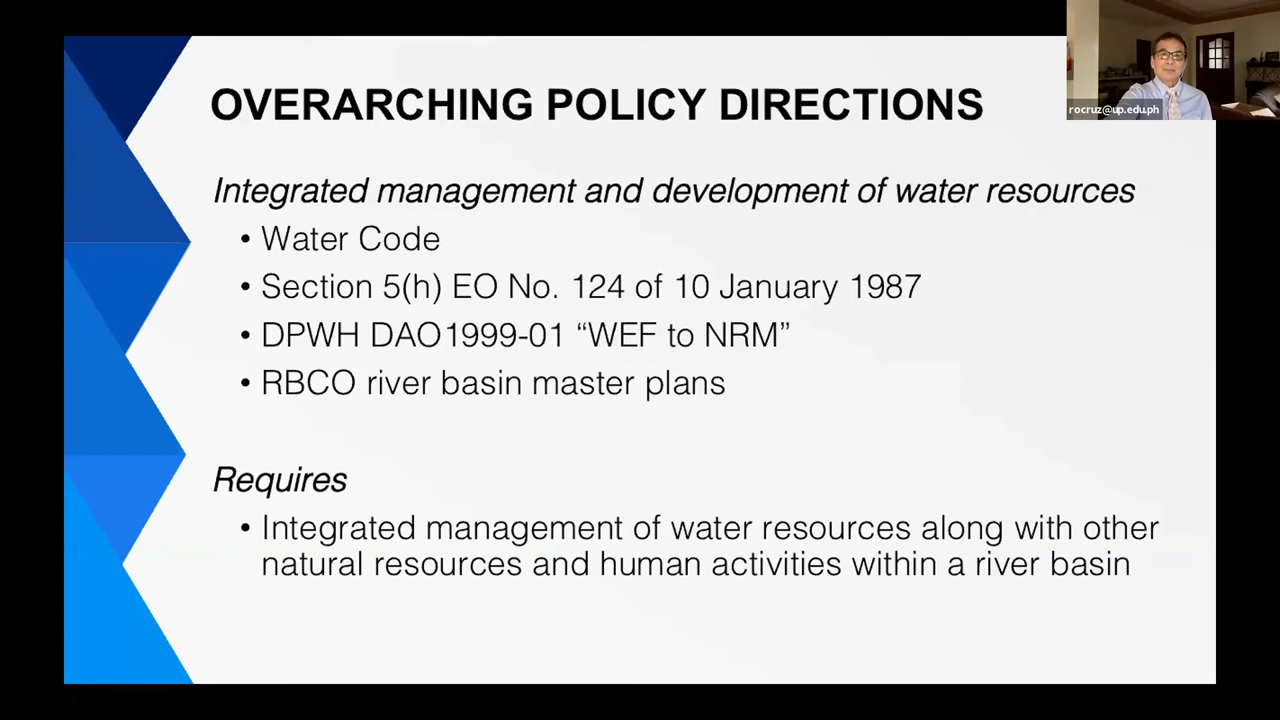 OVERARCHING POLICY DIRECTIONS
rocruz@up.edu.ph
Integrated management and development of water resources
• Water Code
• Section 5(h) EO No. 124 of 10 January 1987
• DPWH DAO1999-01 “WEF to NRM”
• RBCO river basin master plans
Requires
• Integrated management of water resources along with other
natural resources and human activities within a river basin